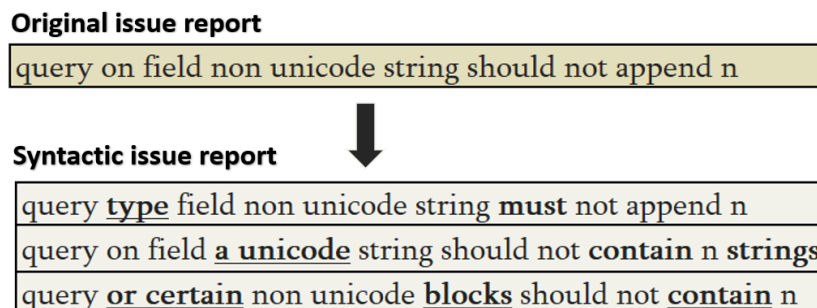 Original issue report
query on field non unicode string should not append n
Syntactic issue report
query type field non unicode string must not append n
query on field a unicode string should not contain n strings
query or certain non unicode blocks should not contain n